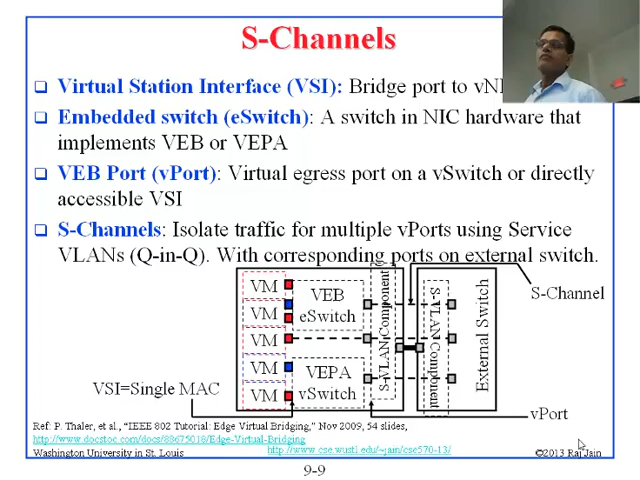 S-Channels
Virtual Station Interface (VSI): Bridge port to
Embedded switch (eSwitch): A switch in NIC hardware that
implements VEB or VEPA
VEB Port (vPort): Virtual egress port on a vSwitch or directly
accessible VSI
S-Channels: Isolate traffic for multiple vPorts using Service
VLANs (Q-in-Q). With corresponding ports on external switch.
VM
VM
VM
VM
VM
VEB
eSwitch
VEPA
vSwitch
S-VLAN Component
S-VLAN Component
External Switch
S-Channel
VSI=Single MAC
vPort
Ref: P. Thaler, et al., "IEEE 802 Tutorial: Edge Virtual Bridging," Nov 2009, 54 slides,
http://www.docstoc.com/docs/88675018/Edge-Virtual-Bridging
Washington University in St. Louis
http://www.cse.wustl.edu/~jain/cse570-13/
©2013 Raj Jain
9-9